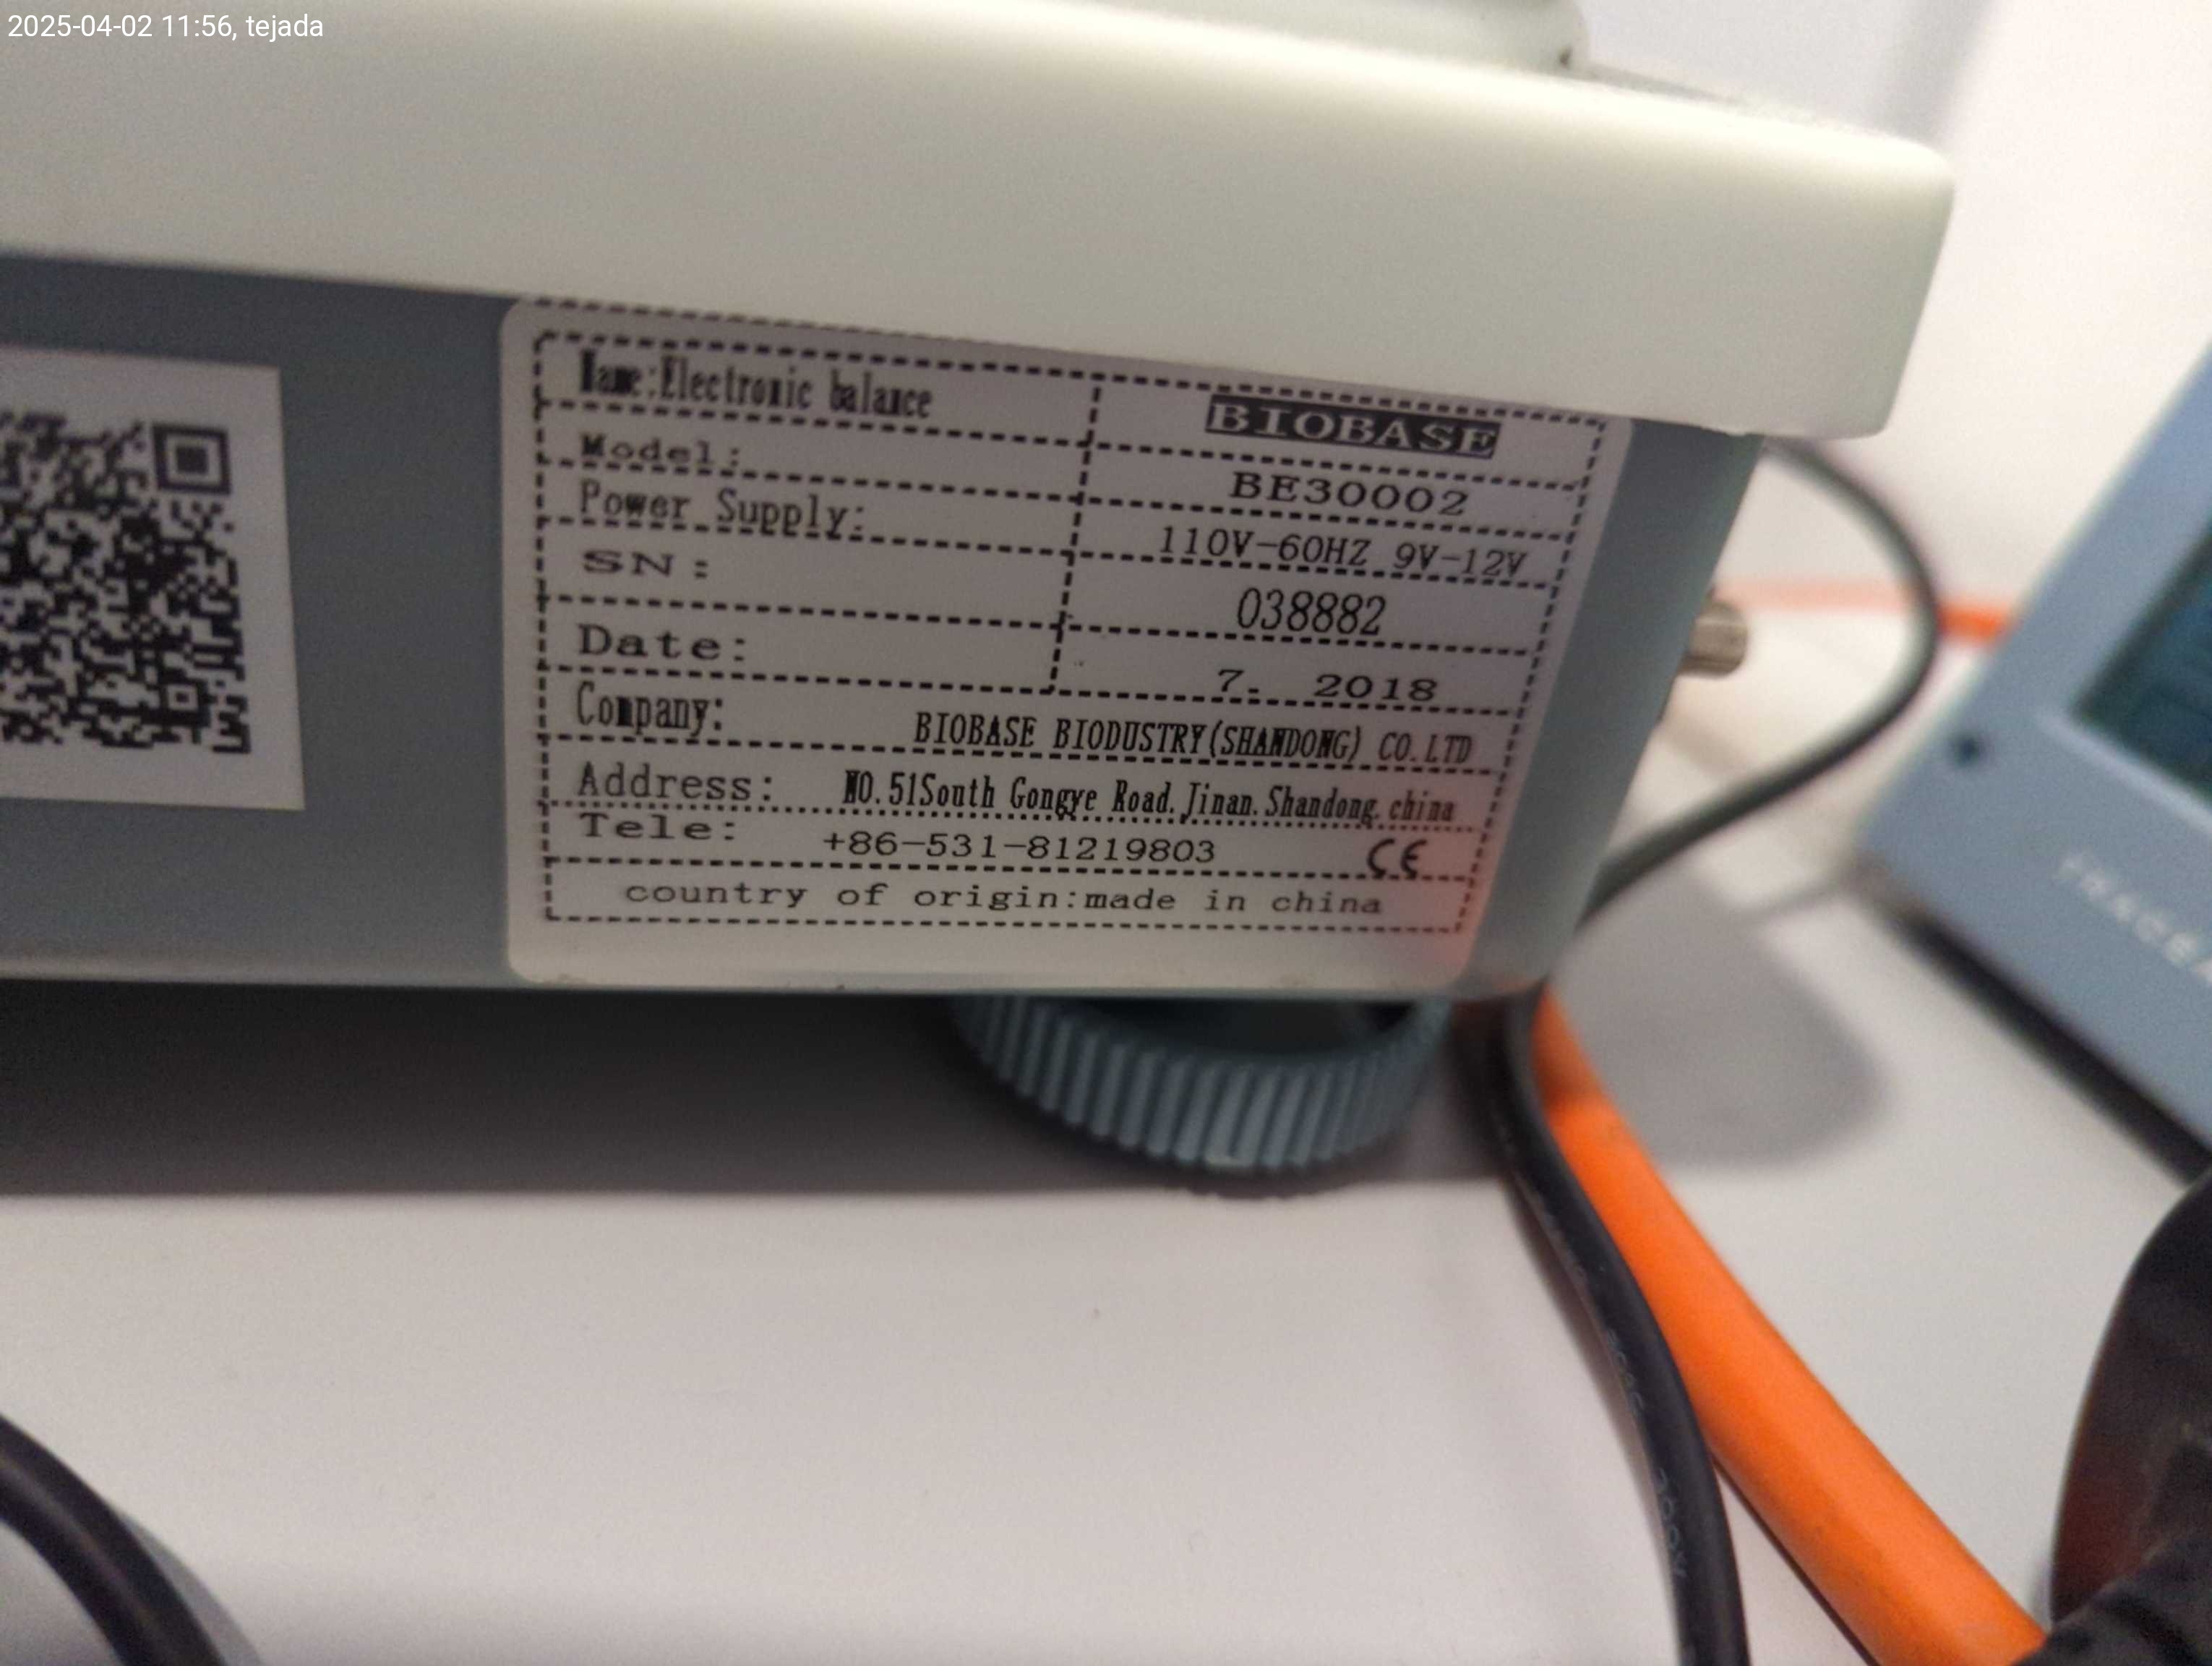 2025-04-02 11:56, tejada
Name:Electronic balance BIOBASE
Model: BE30002
Power Supply: 110V-60HZ 9V-12V
SN: 038882
Date: 7. 2018
Company: BIOBASE BIODUSTRY(SHANDONG) CO.LTD
Address: NO.51South Gongye Road.Jinan.Shandong.china
Tele: +86-531-81219803 CE
country of origin:made in china